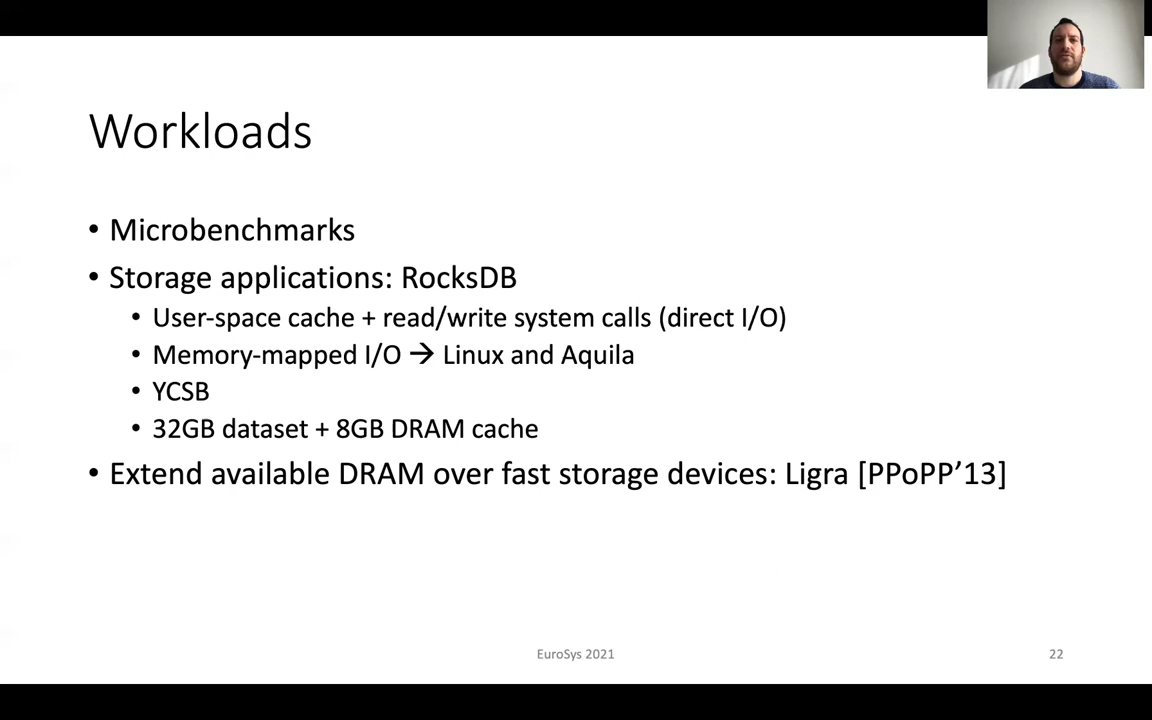 Workloads
• Microbenchmarks
• Storage applications: RocksDB
• User-space cache + read/write system calls (direct I/O)
• Memory-mapped I/O → Linux and Aquila
• YCSB
• 32GB dataset + 8GB DRAM cache
• Extend available DRAM over fast storage devices: Ligra [PPoPP’13]
EuroSys 2021
22